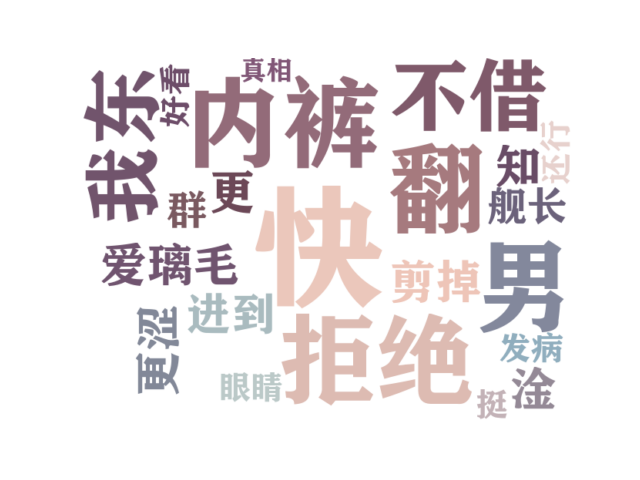 真相
好看
我东
内裤
不借
还行
知
翻
更
群
舰长
快
爱璃毛
男
剪掉
进到
更涩
拒绝
发病
眼睛
挺
淦